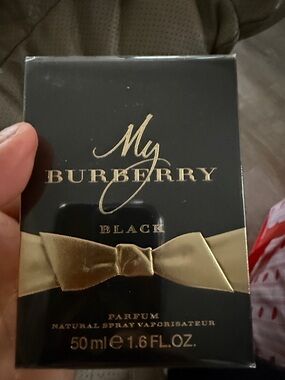 My
BURBERRY
BLACK
PARFUM
NATURAL SPRAY VAPORISATEUR
50 ml ℮ 1.6 FL.OZ.